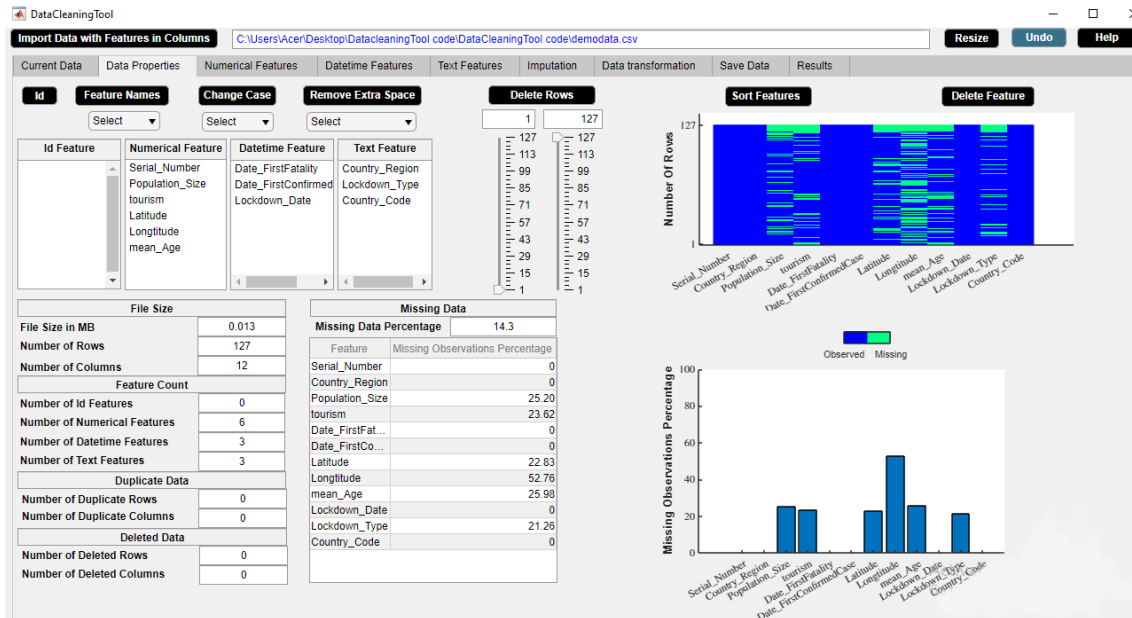 DataCleaningTool
Import Data with Features in Columns C:\Users\Acer\Desktop\DatacleaningTool code\DataCleaningTool code\demodata.csv Resize Undo Help
Current Data Data Properties Numerical Features Datetime Features Text Features Imputation Data transformation Save Data Results
Id Feature Names Change Case Remove Extra Space Delete Rows Sort Features Delete Feature
Select Select Select 1 127
Id Feature Numerical Feature Datetime Feature Text Feature
Serial_Number Date_FirstFatality Country_Region
Population_Size Date_FirstConfirmed Lockdown_Type
tourism Lockdown_Date Country_Code
Latitude
Longtitude
mean_Age
127 127
113 113
99 99
85 85
71 71
57 57
43 43
29 29
15 15
1 1
Number Of Rows
127
1
Serial_Number Country_Region Population_Size tourism Date_FirstFatality Date_FirstConfirmedCase Latitude Longtitude mean_Age Lockdown_Date Lockdown_Type Country_Code
Observed Missing
File Size
File Size in MB 0.013
Number of Rows 127
Number of Columns 12
Feature Count
Number of Id Features 0
Number of Numerical Features 6
Number of Datetime Features 3
Number of Text Features 3
Duplicate Data
Number of Duplicate Rows 0
Number of Duplicate Columns 0
Deleted Data
Number of Deleted Rows 0
Number of Deleted Columns 0
Missing Data
Missing Data Percentage 14.3
Feature Missing Observations Percentage
Serial_Number 0
Country_Region 0
Population_Size 25.20
tourism 23.62
Date_FirstFat... 0
Date_FirstCo... 0
Latitude 22.83
Longtitude 52.76
mean_Age 25.98
Lockdown_Date 0
Lockdown_Type 21.26
Country_Code 0
Missing Observations Percentage
100
80
60
40
20
0
Serial_Number Country_Region Population_Size tourism Date_FirstFatality Date_FirstConfirmedCase Latitude Longtitude mean_Age Lockdown_Date Lockdown_Type Country_Code